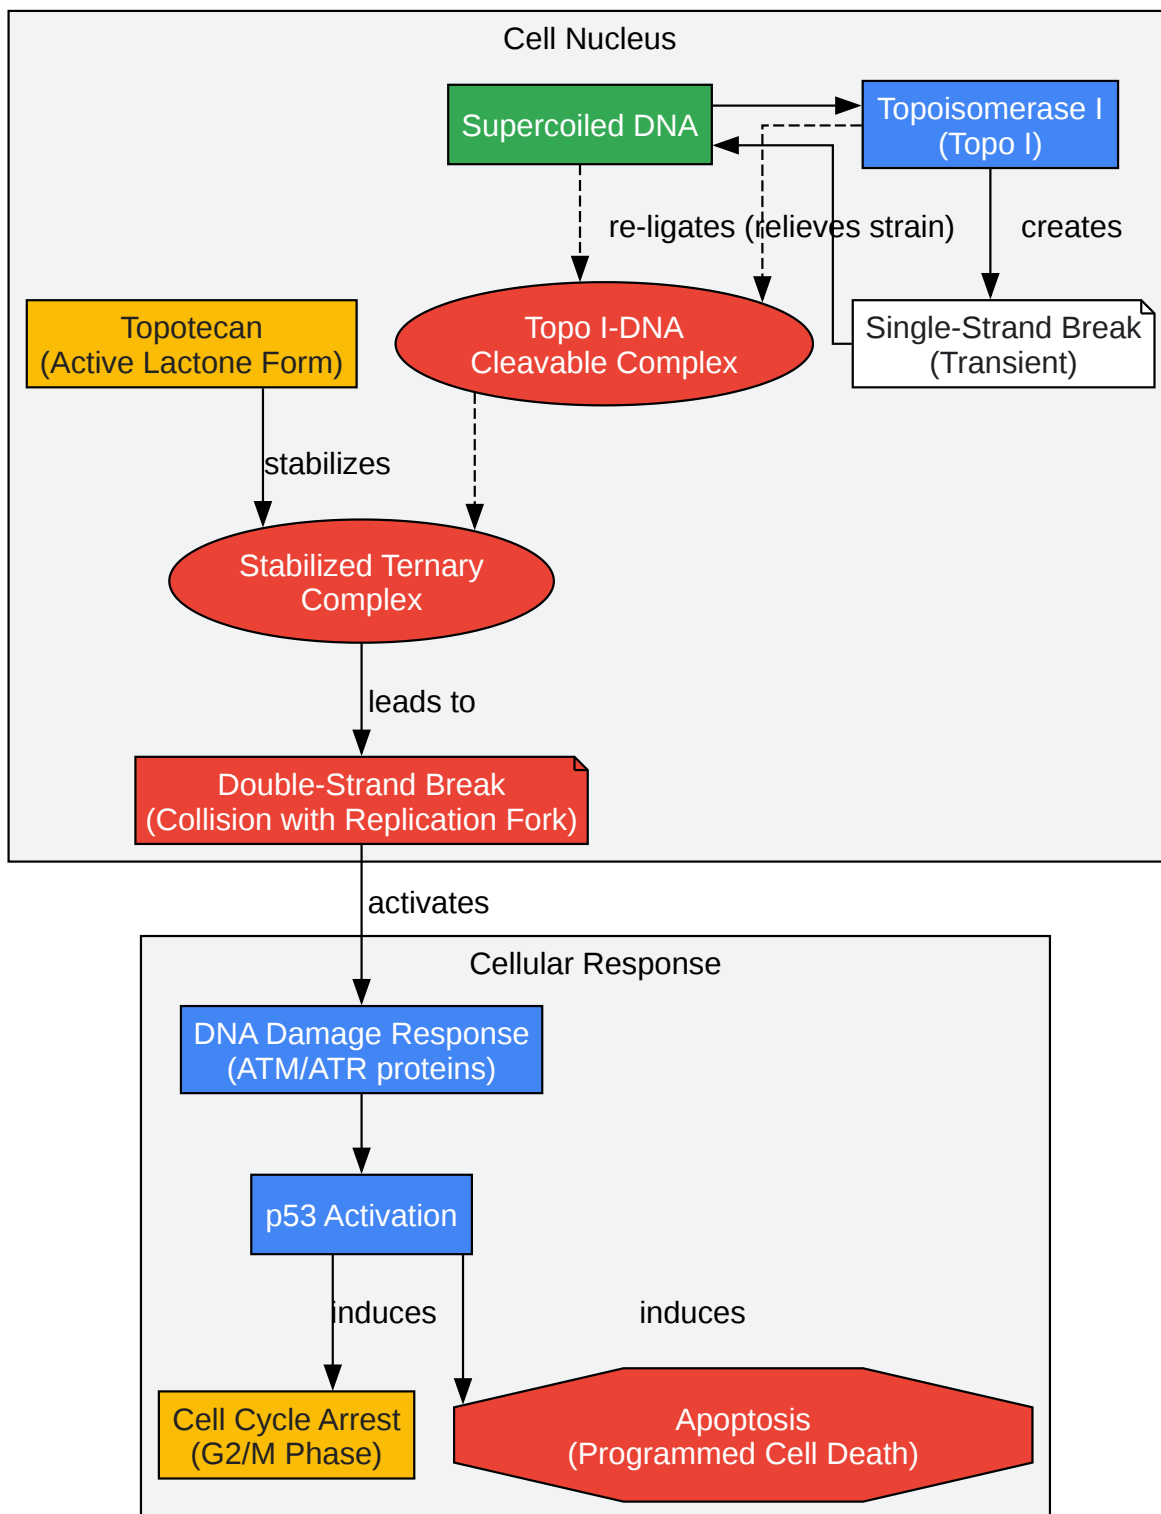 Cell Nucleus
Supercoiled DNA
Topoisomerase I
(Topo I)
re-ligates (relieves strain)
creates
Topotecan
(Active Lactone Form)
Topo I-DNA
Cleavable Complex
Single-Strand Break
(Transient)
stabilizes
Stabilized Ternary
Complex
leads to
Double-Strand Break
(Collision with Replication Fork)
activates
Cellular Response
DNA Damage Response
(ATM/ATR proteins)
p53 Activation
induces
induces
Cell Cycle Arrest
(G2/M Phase)
Apoptosis
(Programmed Cell Death)